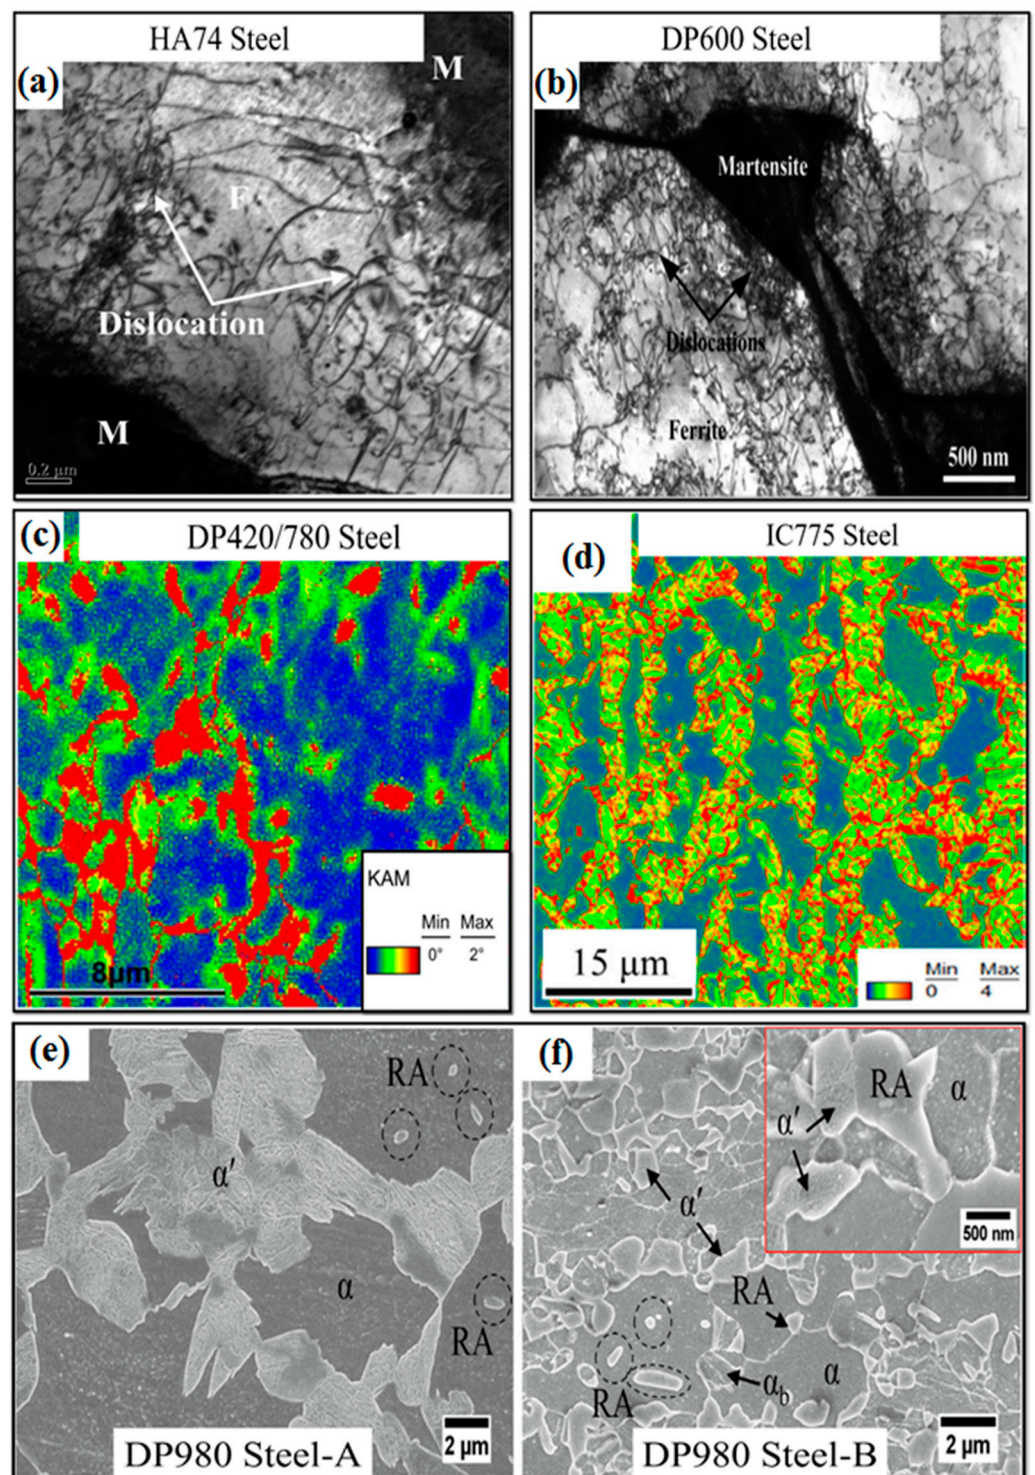 HA74 Steel
(a)
M
F
Dislocation
M
0.2 μm
DP600 Steel
(b)
Martensite
Dislocations
Ferrite
500 nm
(c)
DP420/780 Steel
KAM
Min Max
0° 2°
8μm
IC775 Steel
(d)
15 μm
Min Max
0 4
(e)
RA
α'
α
RA
2 μm
DP980 Steel-A
(f)
RA
α
α'
500 nm
α'
RA
α
RA
αb
2 μm
DP980 Steel-B